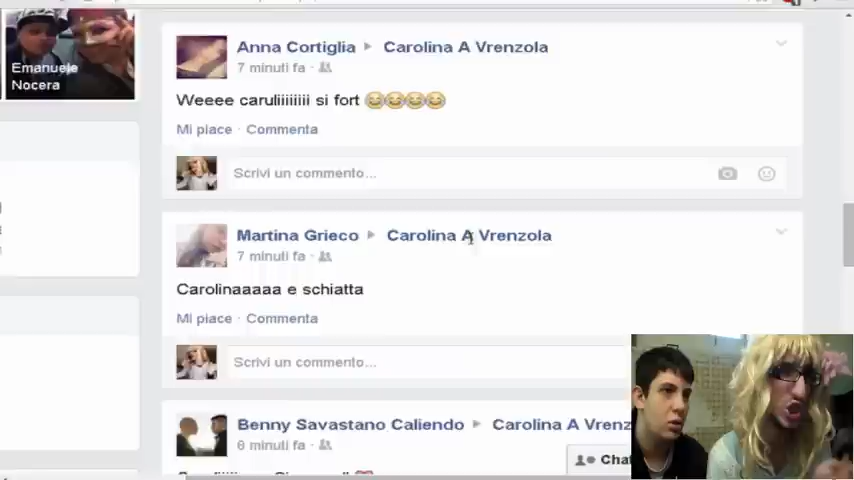 Emanuele
Nocera
Anna Cortiglia ▸ Carolina A Vrenzola
7 minuti fa ·
Weeee caruliiiiiiiii si fort 😂😂😂😂
Mi piace · Commenta
Scrivi un commento...
Martina Grieco ▸ Carolina A Vrenzola
7 minuti fa ·
Carolinaaaaa e schiatta
Mi piace · Commenta
Scrivi un commento...
Benny Savastano Caliendo ▸ Carolina A Vrenz
6 minuti fa ·
Chat